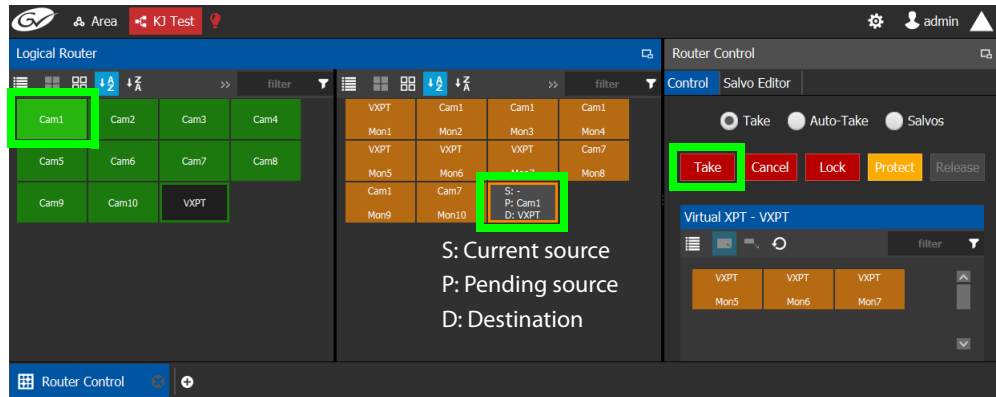 GV Area KJ Test admin
Logical Router Router Control
filter filter Control Salvo Editor
Cam1 Cam2 Cam3 Cam4
Cam5 Cam6 Cam7 Cam8
Cam9 Cam10 VXPT
VXPT Cam1 Cam1 Cam1
Mon1 Mon2 Mon3 Mon4
VXPT VXPT VXPT Cam7
Mon5 Mon6 Mon7 Mon8
Cam1 Cam7 S: -
P: Cam1
Mon9 Mon10 D: VXPT
S: Current source
P: Pending source
D: Destination
Take Auto-Take Salvos
Take Cancel Lock Protect Release
Virtual XPT - VXPT
filter
VXPT VXPT VXPT
Mon5 Mon6 Mon7
Router Control